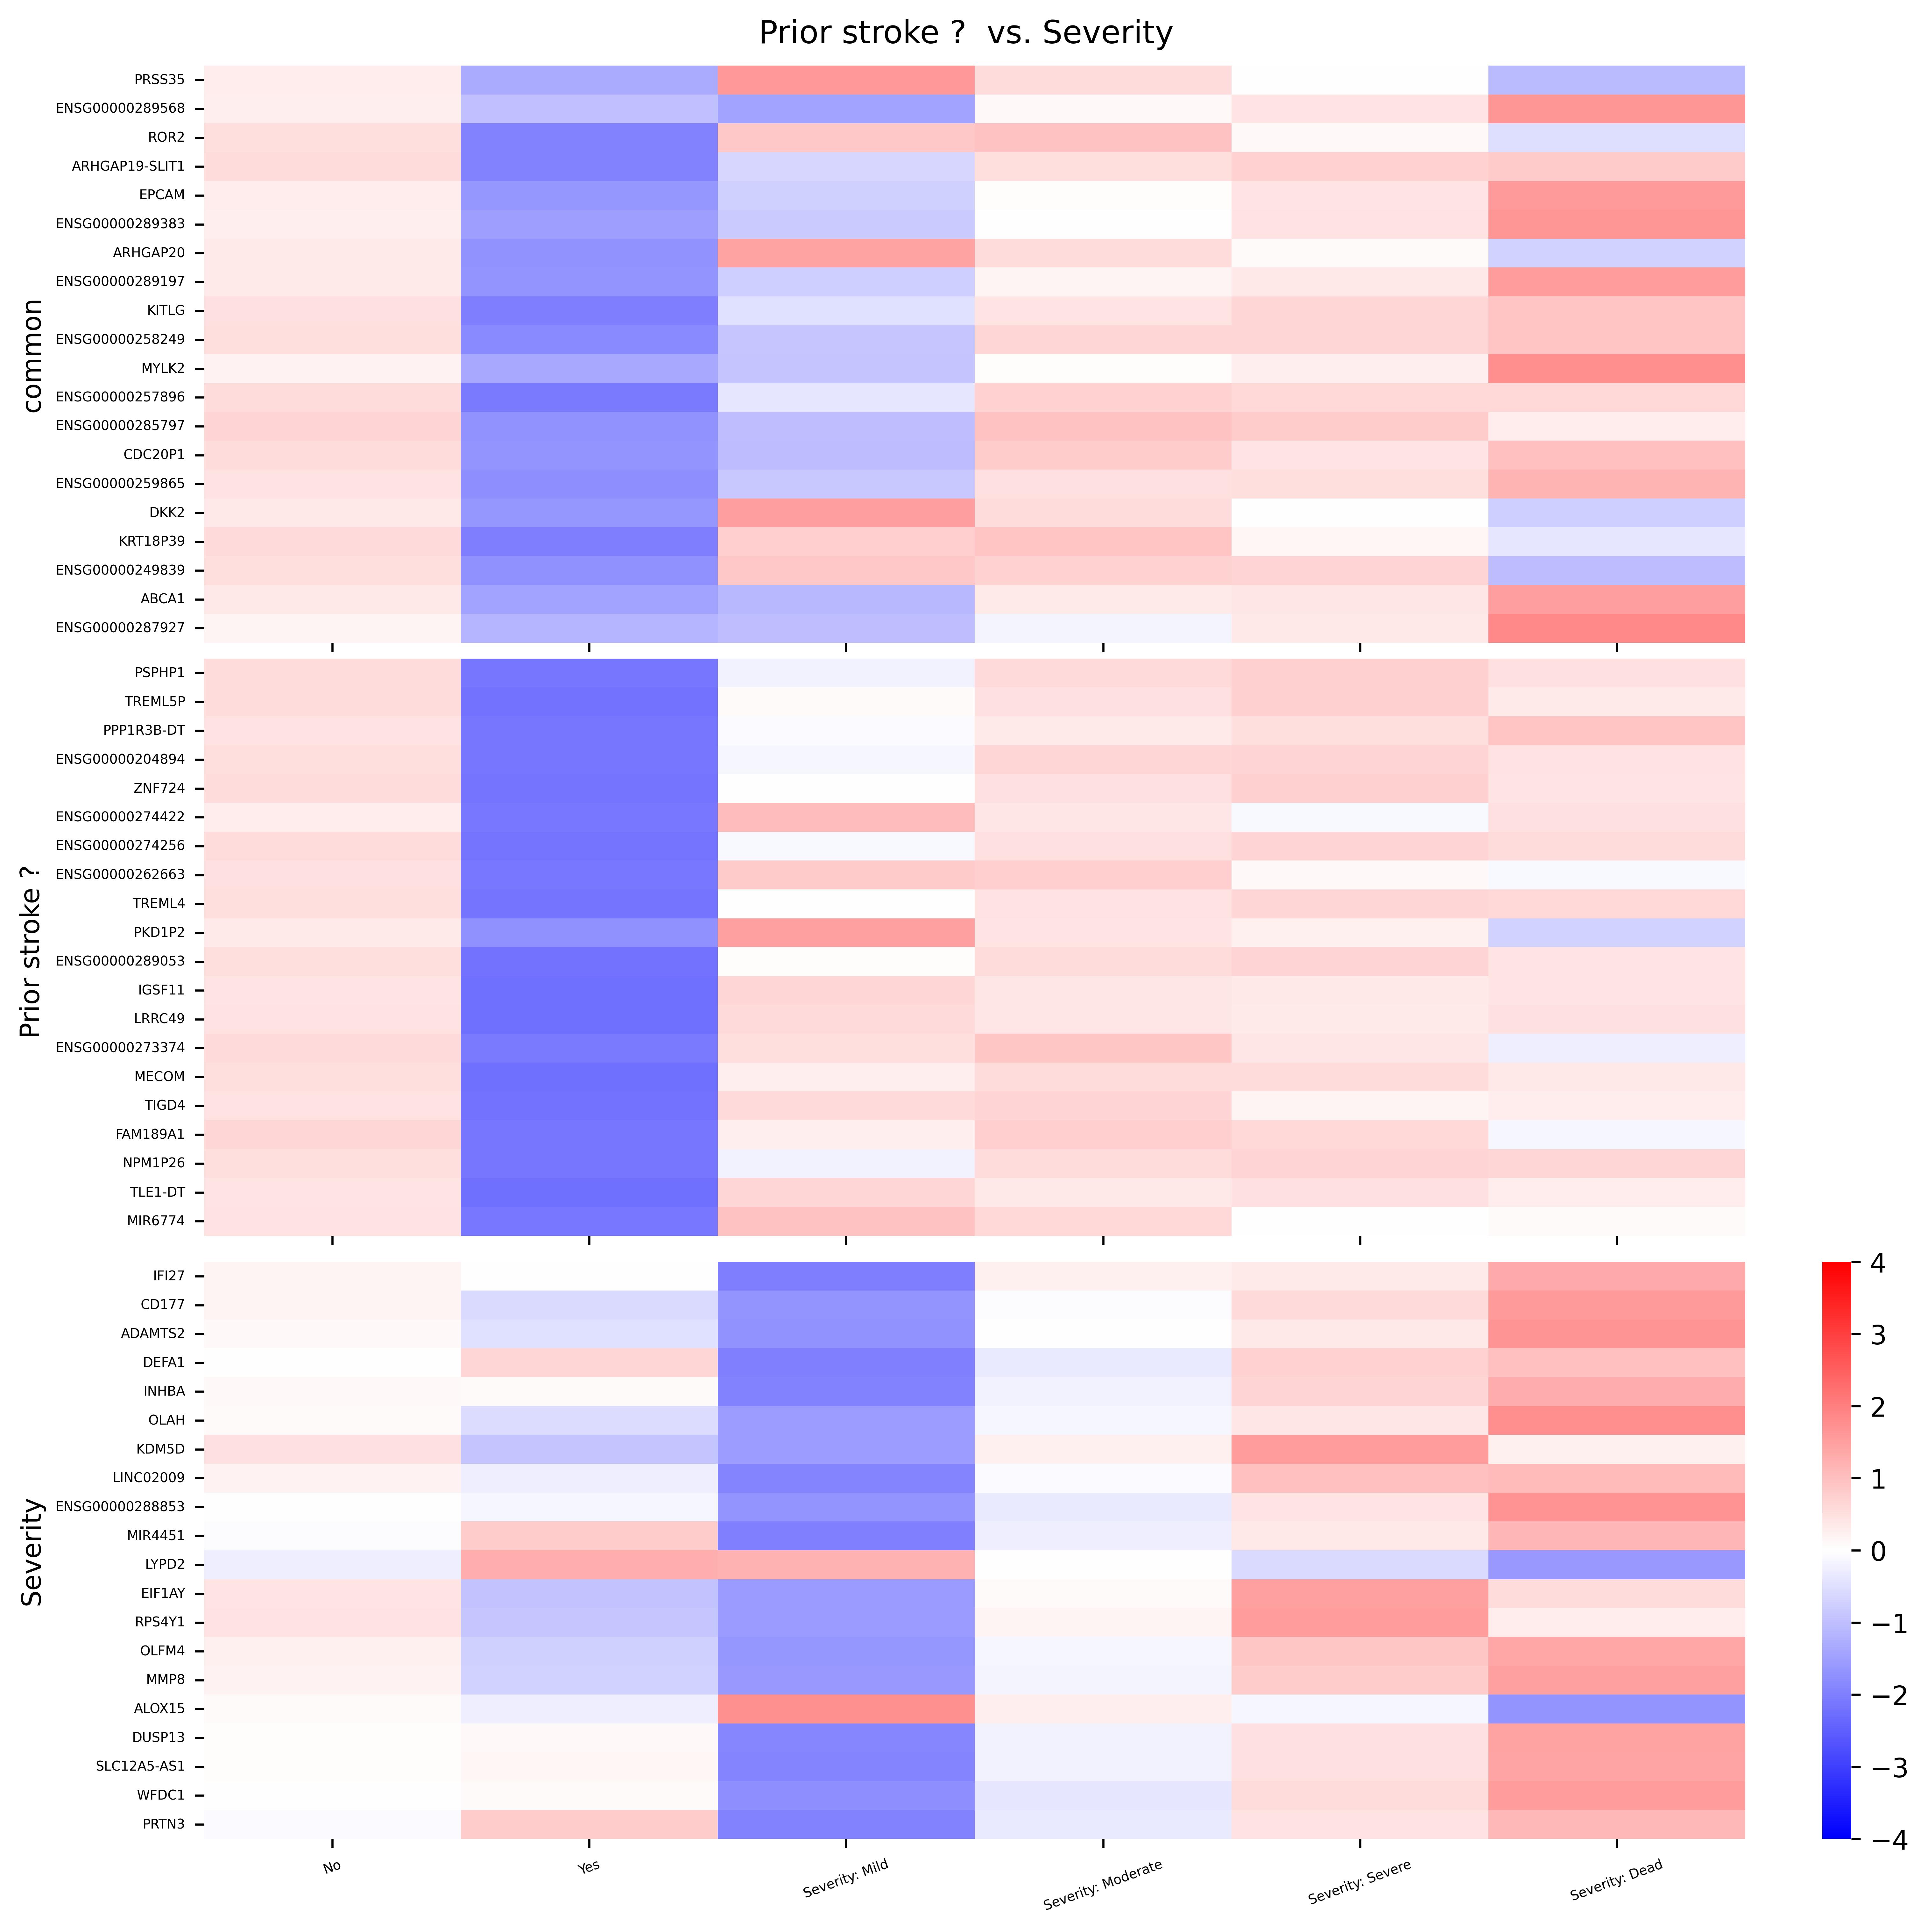 Prior stroke ?  vs. Severity
common
PRSS35
ENSG00000289568
ROR2
ARHGAP19-SLIT1
EPCAM
ENSG00000289383
ARHGAP20
ENSG00000289197
KITLG
ENSG00000258249
MYLK2
ENSG00000257896
ENSG00000285797
CDC20P1
ENSG00000259865
DKK2
KRT18P39
ENSG00000249839
ABCA1
ENSG00000287927
Prior stroke ?
PSPHP1
TREML5P
PPP1R3B-DT
ENSG00000204894
ZNF724
ENSG00000274422
ENSG00000274256
ENSG00000262663
TREML4
PKD1P2
ENSG00000289053
IGSF11
LRRC49
ENSG00000273374
MECOM
TIGD4
FAM189A1
NPM1P26
TLE1-DT
MIR6774
Severity
IFI27
CD177
ADAMTS2
DEFA1
INHBA
OLAH
KDM5D
LINC02009
ENSG00000288853
MIR4451
LYPD2
EIF1AY
RPS4Y1
OLFM4
MMP8
ALOX15
DUSP13
SLC12A5-AS1
WFDC1
PRTN3
No
Yes
Severity: Mild
Severity: Moderate
Severity: Severe
Severity: Dead
4
3
2
1
0
−1
−2
−3
−4